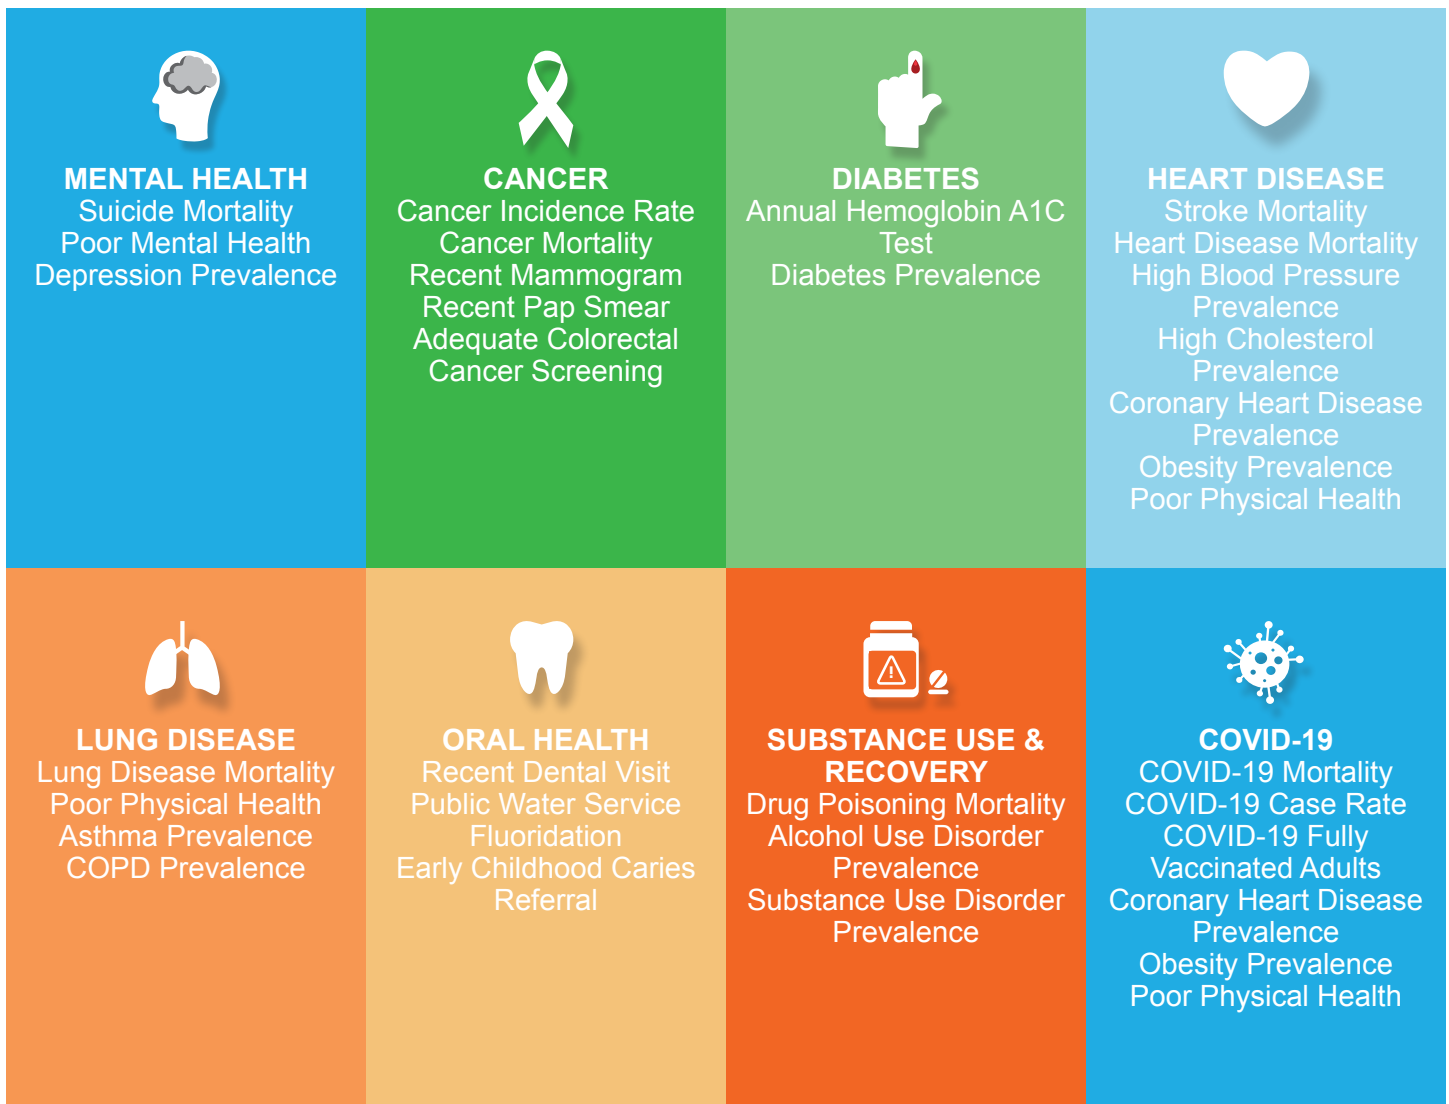 MENTAL HEALTH
Suicide Mortality
Poor Mental Health
Depression Prevalence
CANCER
Cancer Incidence Rate
Cancer Mortality
Recent Mammogram
Recent Pap Smear
Adequate Colorectal
Cancer Screening
DIABETES
Annual Hemoglobin A1C
Test
Diabetes Prevalence
HEART DISEASE
Stroke Mortality
Heart Disease Mortality
High Blood Pressure
Prevalence
High Cholesterol
Prevalence
Coronary Heart Disease
Prevalence
Obesity Prevalence
Poor Physical Health
LUNG DISEASE
Lung Disease Mortality
Poor Physical Health
Asthma Prevalence
COPD Prevalence
ORAL HEALTH
Recent Dental Visit
Public Water Service
Fluoridation
Early Childhood Caries
Referral
SUBSTANCE USE &
RECOVERY
Drug Poisoning Mortality
Alcohol Use Disorder
Prevalence
Substance Use Disorder
Prevalence
COVID-19
COVID-19 Mortality
COVID-19 Case Rate
COVID-19 Fully
Vaccinated Adults
Coronary Heart Disease
Prevalence
Obesity Prevalence
Poor Physical Health